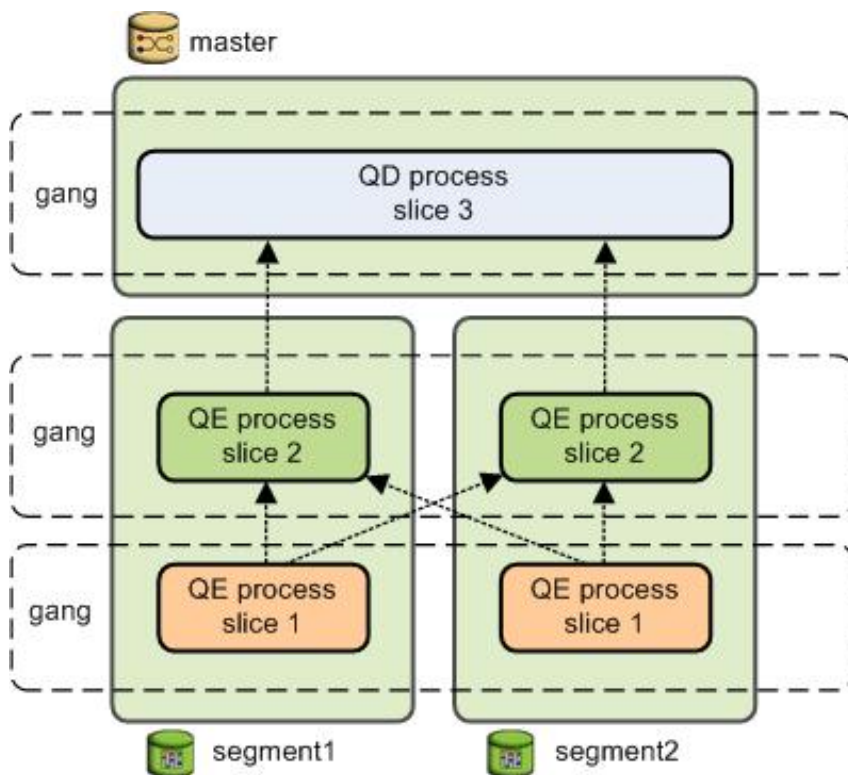 master
gang
QD process
slice 3
gang
QE process
slice 2
QE process
slice 2
gang
QE process
slice 1
QE process
slice 1
segment1
segment2